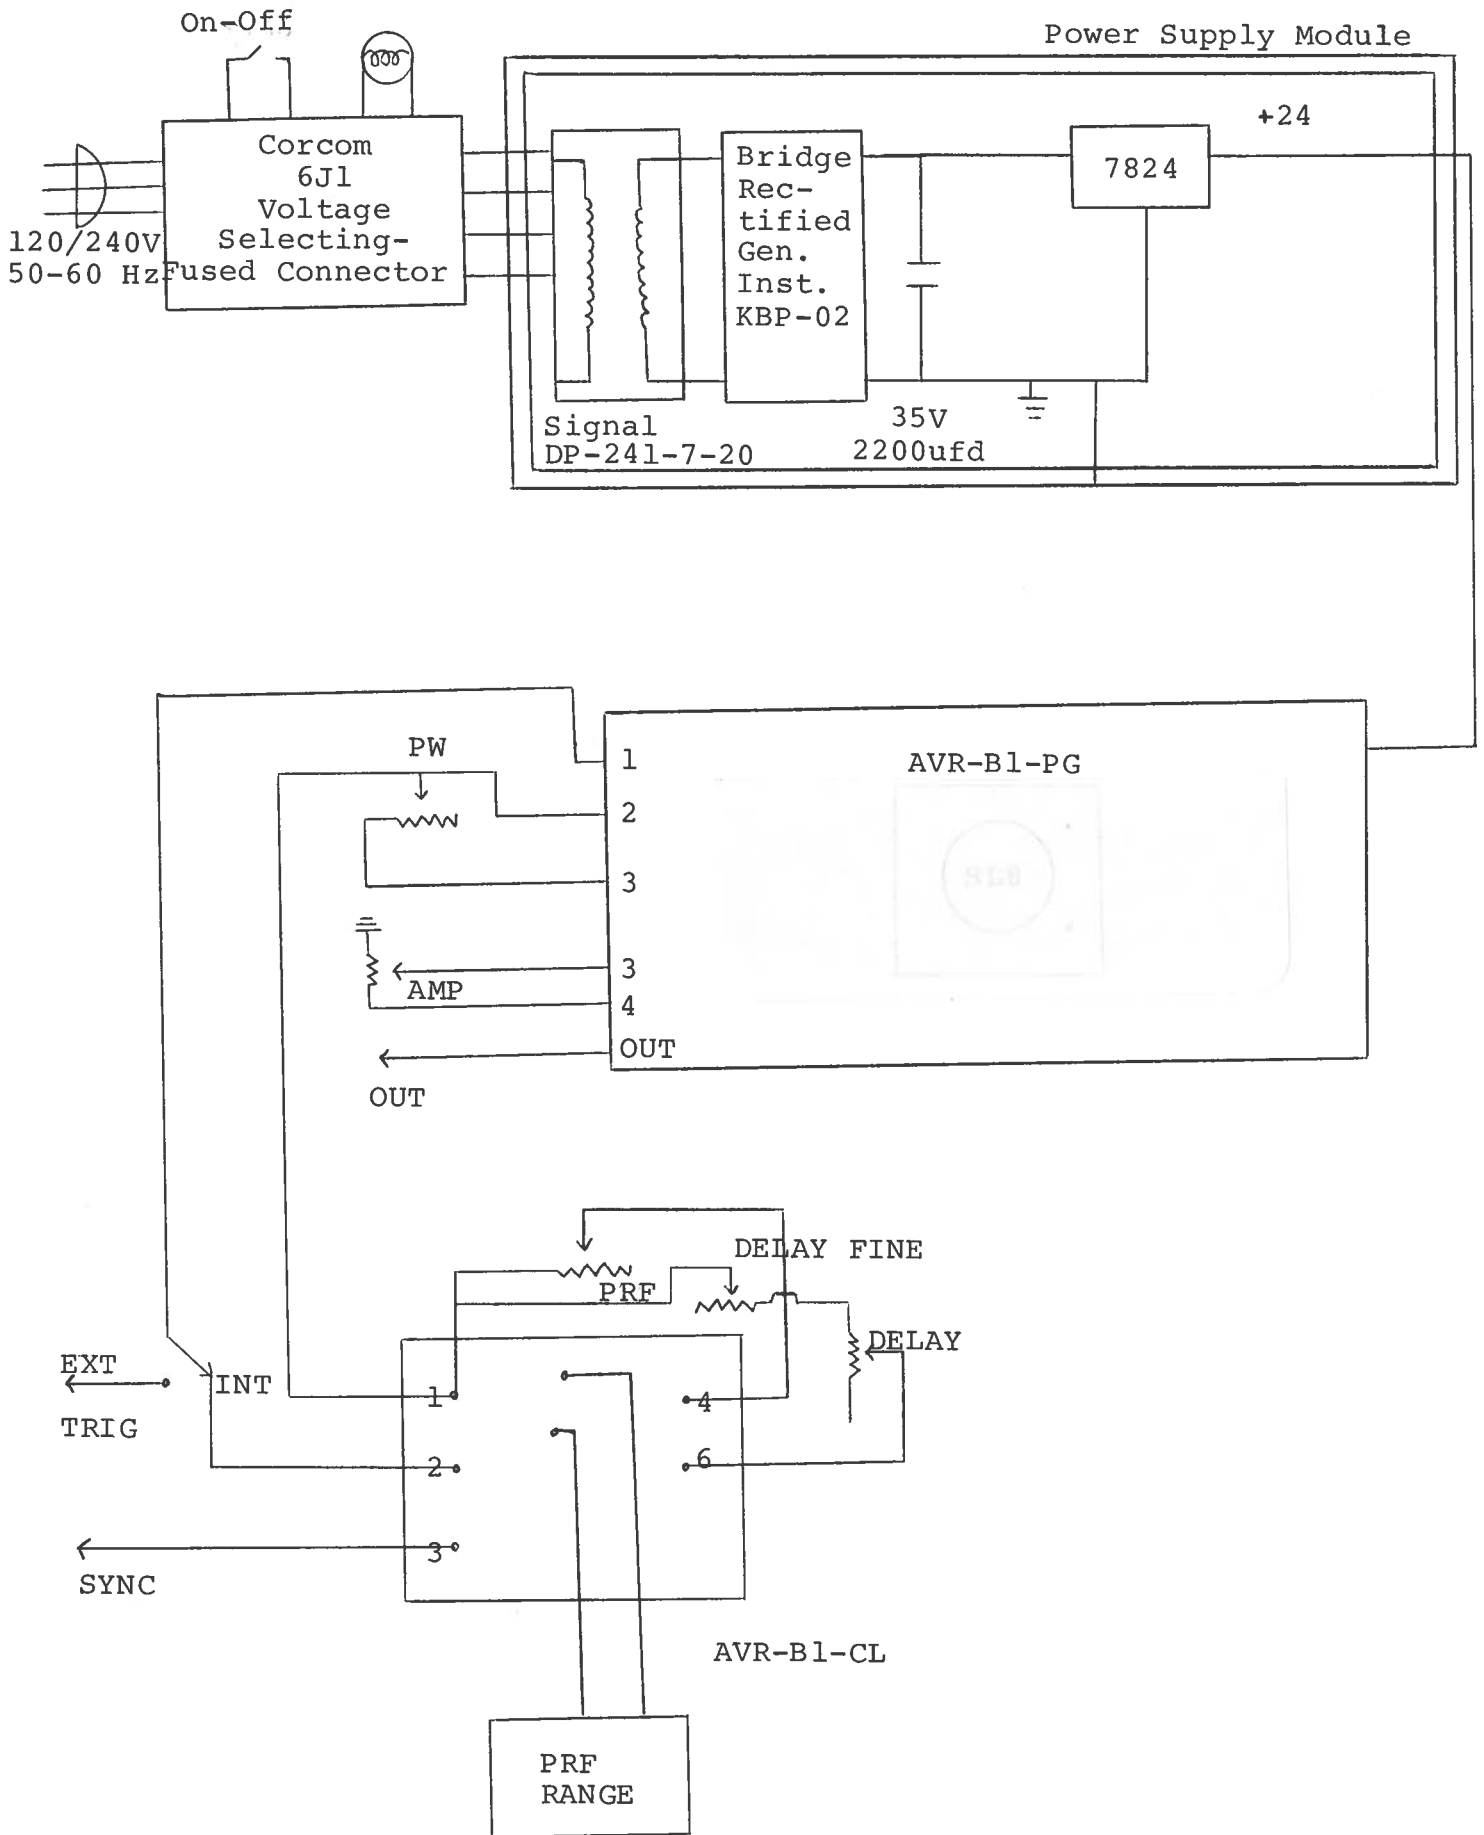 On-Off
Power Supply Module
+24
Corcom
6J1
Voltage
Selecting-
Fused Connector
120/240V
50-60 Hz
Bridge
Rec-
tified
Gen.
Inst.
KBP-02
7824
Signal
DP-241-7-20
35V
2200ufd
PW
1
AVR-B1-PG
2
3
3
AMP
4
OUT
OUT
DELAY FINE
PRF
DELAY
EXT
INT
TRIG
1
4
2
6
3
SYNC
AVR-B1-CL
PRF
RANGE